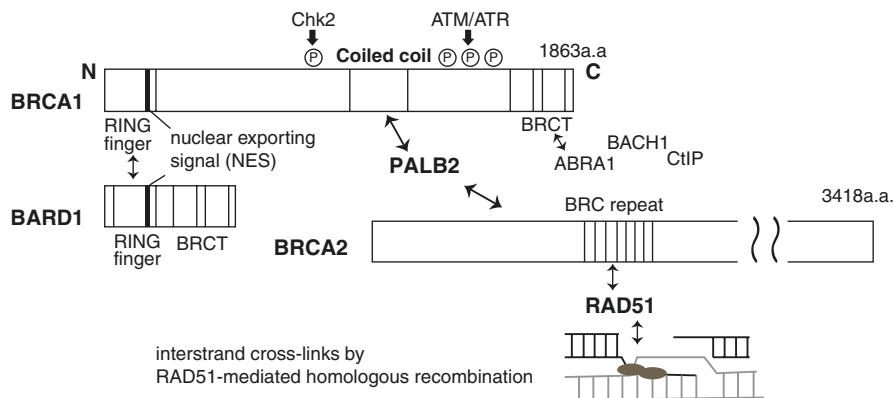 Chk2
ATM/ATR
P
Coiled coil
P P P
1863a.a
N
C
BRCA1
RING
finger
nuclear exporting
signal (NES)
BRCT
PALB2
ABRA1
BACH1
CtIP
BARD1
RING
finger
BRCT
BRC repeat
3418a.a.
BRCA2
RAD51
interstrand cross-links by
RAD51-mediated homologous recombination